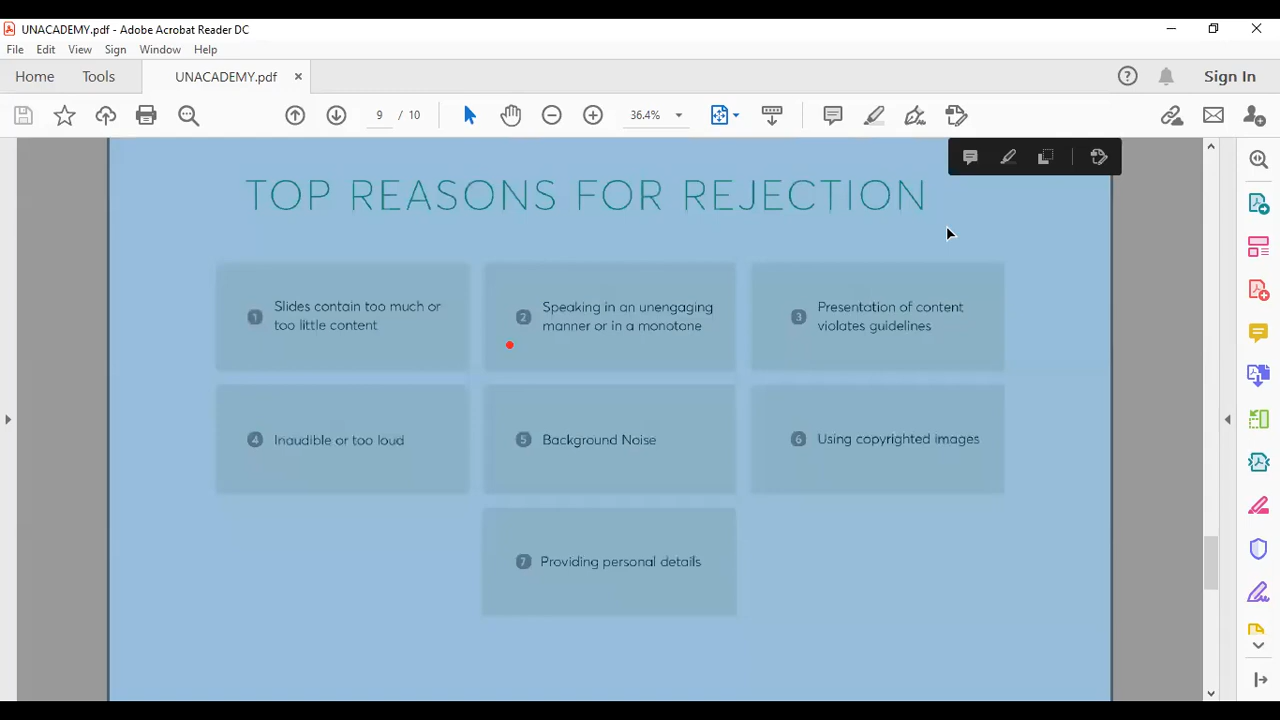 UNACADEMY.pdf - Adobe Acrobat Reader DC
File Edit View Sign Window Help
Home Tools UNACADEMY.pdf × Sign In
9 / 10 36.4%
TOP REASONS FOR REJECTION
1 Slides contain too much or
too little content
2 Speaking in an unengaging
manner or in a monotone
3 Presentation of content
violates guidelines
4 Inaudible or too loud
5 Background Noise
6 Using copyrighted images
7 Providing personal details